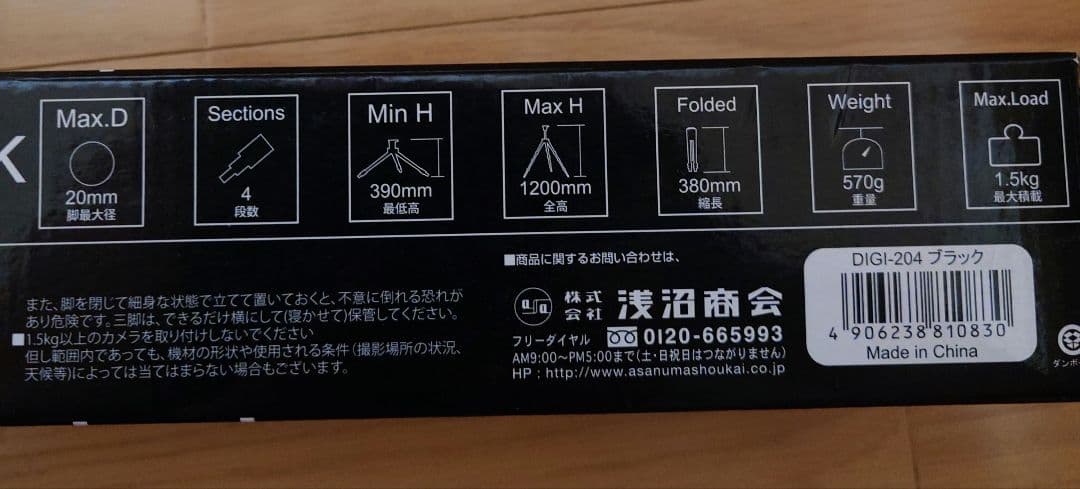 K
Max.D
20mm
脚最大径
Sections
4
段数
Min H
390mm
最低高
Max H
1200mm
全高
Folded
380mm
縮長
Weight
570g
重量
Max.Load
1.5kg
最大積載
また、脚を閉じて細身な状態で立てて置いておくと、不意に倒れる恐れが
あり危険です。三脚は、できるだけ横にして(寝かせて)保管してください。
■1.5kg以上のカメラを取り付けしないでください
但し範囲内であっても、機材の形状や使用される条件(撮影場所の状況、
天候等)によっては当てはまらない場合もございます。
■商品に関するお問い合わせは、
株式会社 浅沼商会
フリーダイヤル 0120-665993
AM9:00〜PM5:00まで(土・日祝日はつながりません)
HP : http://www.asanumashoukai.co.jp
DIGI-204 ブラック
4 906238 810830
Made in China
ダンボ